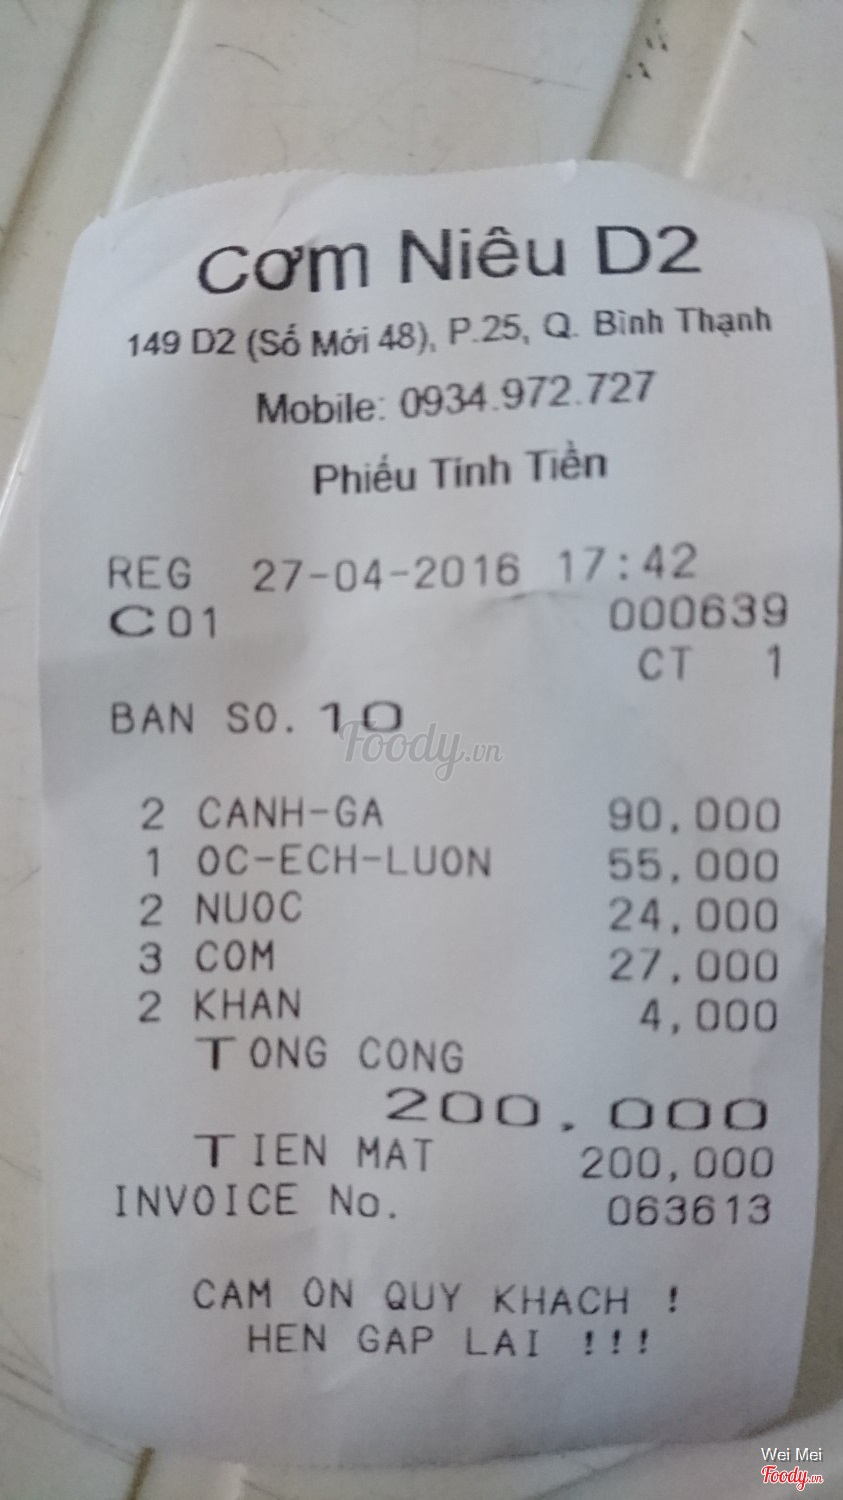 Cơm Niêu D2
149 D2 (Số Mới 48), P.25, Q. Bình Thạnh
Mobile: 0934.972.727
Phiếu Tính Tiền
REG 27-04-2016 17:42
C01 000639
CT 1
BAN SO. 10
Foody.vn
2 CANH-GA 90,000
1 OC-ECH-LUON 55,000
2 NUOC 24,000
3 COM 27,000
2 KHAN 4,000
TONG CONG
200,000
TIEN MAT 200,000
INVOICE No. 063613
CAM ON QUY KHACH !
HEN GAP LAI !!!
Wei Mei
Foody.vn